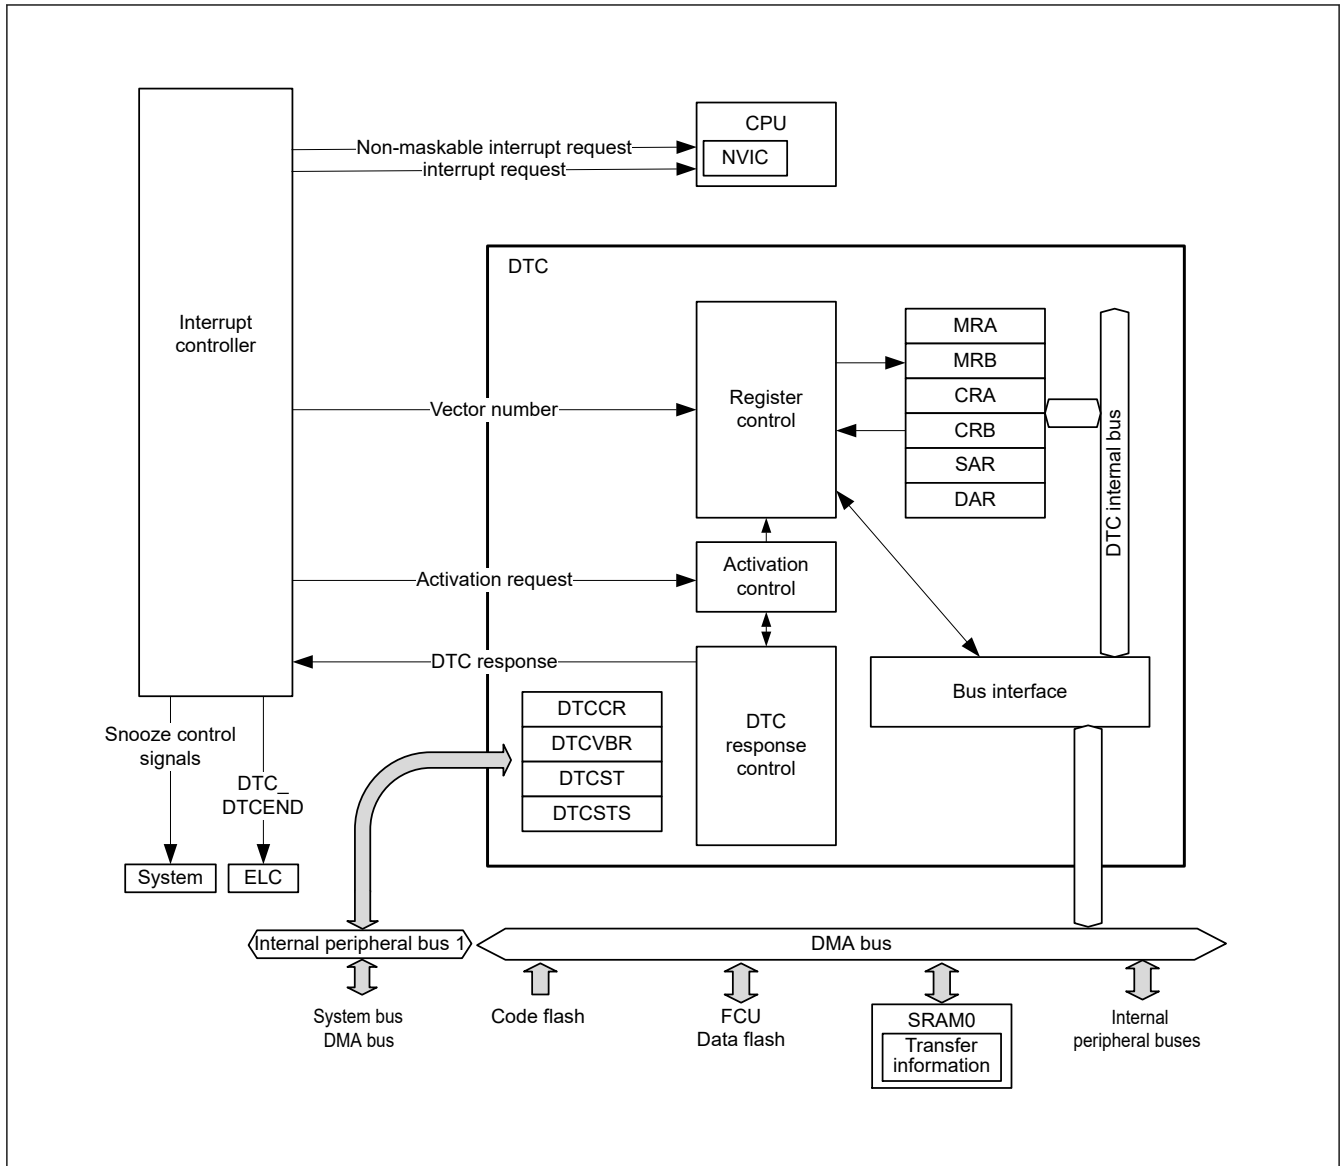 CPU
NVIC
Non-maskable interrupt request
interrupt request
DTC
Interrupt
controller
Vector number
Register
control
MRA
MRB
CRA
CRB
SAR
DAR
DTC internal bus
Activation request
Activation
control
DTC response
DTC
response
control
Bus interface
DTCCR
DTCVBR
DTCST
DTCSTS
Snooze control
signals
DTC_
DTCEND
System
ELC
Internal peripheral bus 1
DMA bus
System bus
DMA bus
Code flash
FCU
Data flash
SRAM0
Transfer
information
Internal
peripheral buses